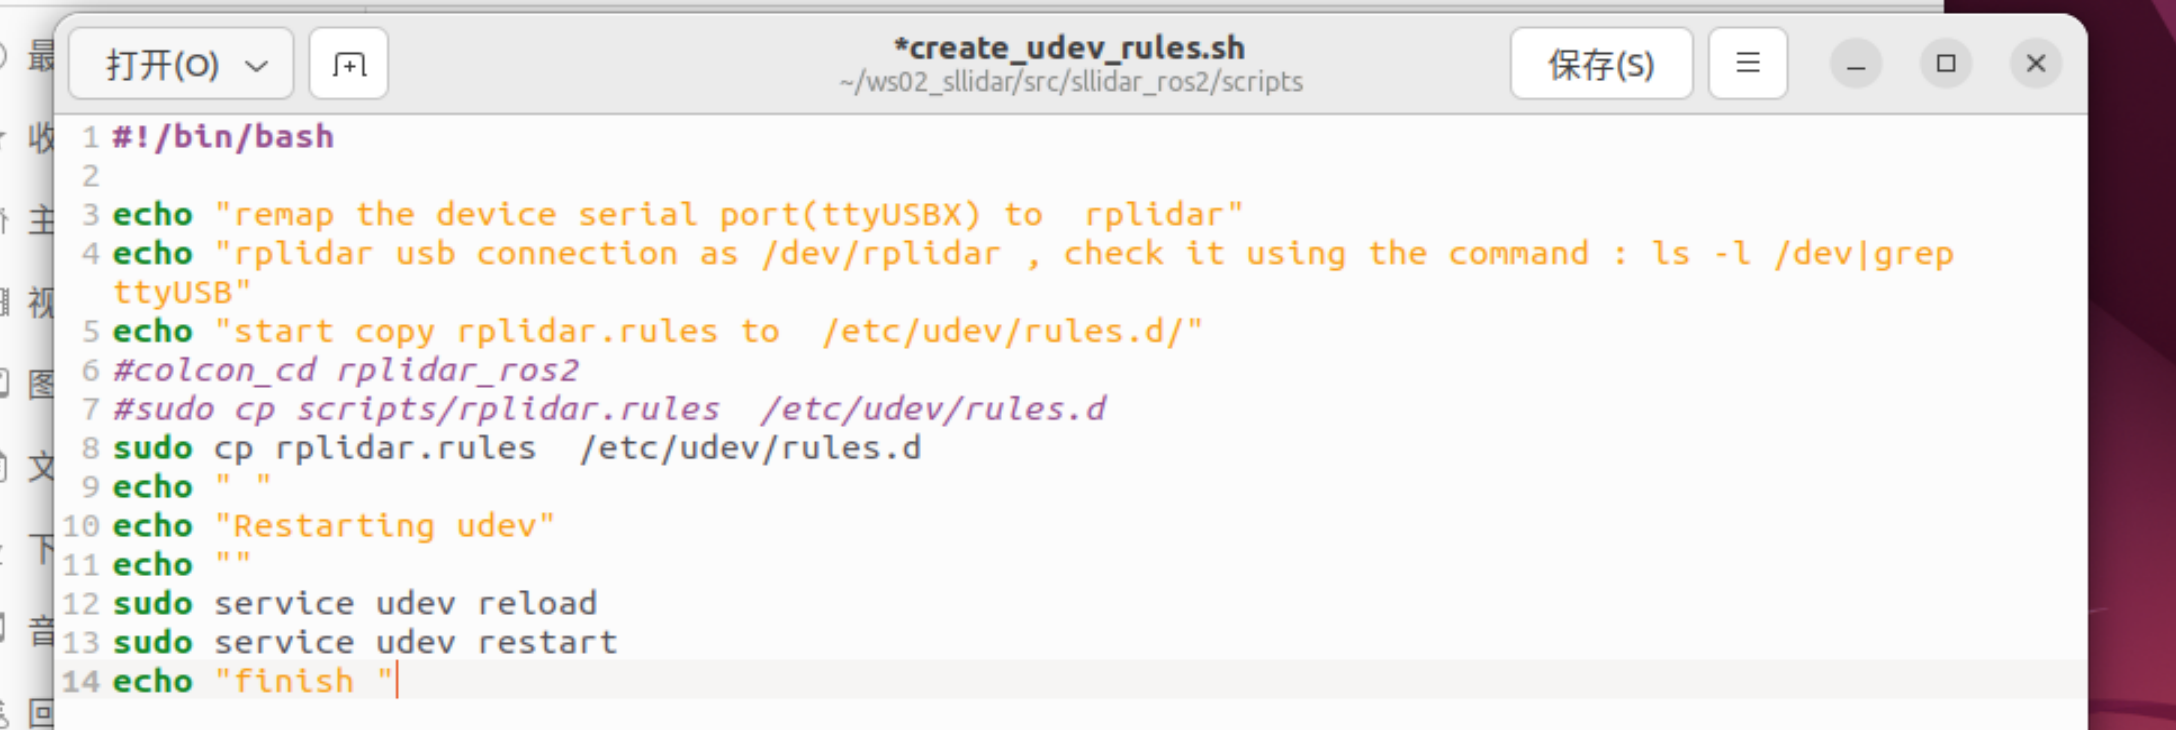 打开(O)
*create_udev_rules.sh
~/ws02_sllidar/src/sllidar_ros2/scripts
保存(S)
最
收
主
视
图
文
下
音
回
1 #!/bin/bash
2
3 echo "remap the device serial port(ttyUSBX) to  rplidar"
4 echo "rplidar usb connection as /dev/rplidar , check it using the command : ls -l /dev|grep
ttyUSB"
5 echo "start copy rplidar.rules to  /etc/udev/rules.d/"
6 #colcon_cd rplidar_ros2
7 #sudo cp scripts/rplidar.rules  /etc/udev/rules.d
8 sudo cp rplidar.rules  /etc/udev/rules.d
9 echo " "
10 echo "Restarting udev"
11 echo ""
12 sudo service udev reload
13 sudo service udev restart
14 echo "finish "